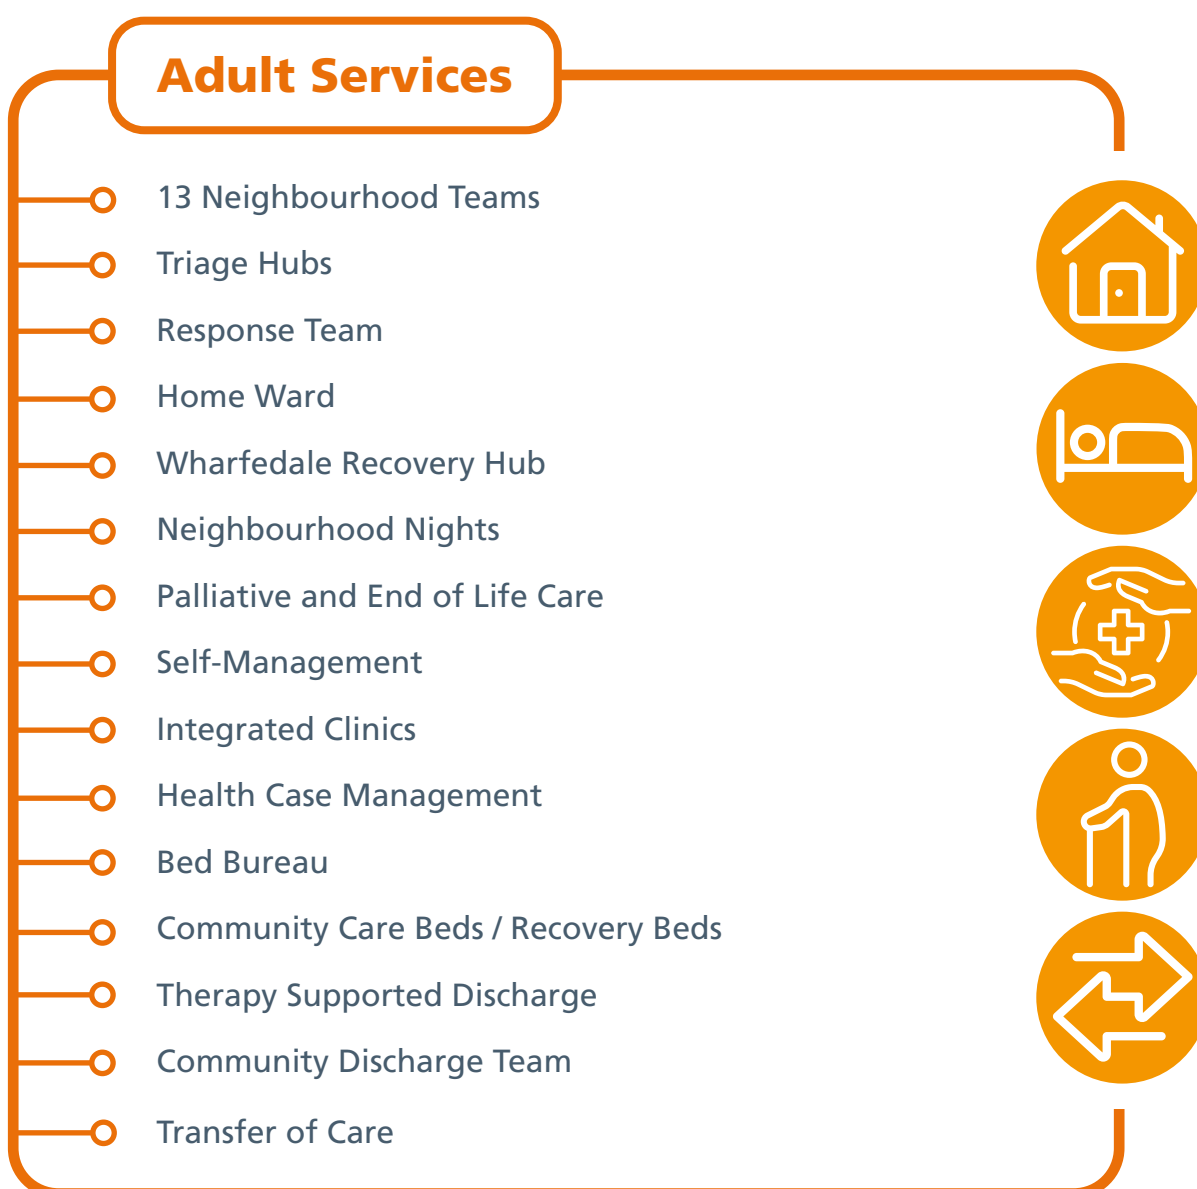 Adult Services
13 Neighbourhood Teams
Triage Hubs
Response Team
Home Ward
Wharfedale Recovery Hub
Neighbourhood Nights
Palliative and End of Life Care
Self-Management
Integrated Clinics
Health Case Management
Bed Bureau
Community Care Beds / Recovery Beds
Therapy Supported Discharge
Community Discharge Team
Transfer of Care